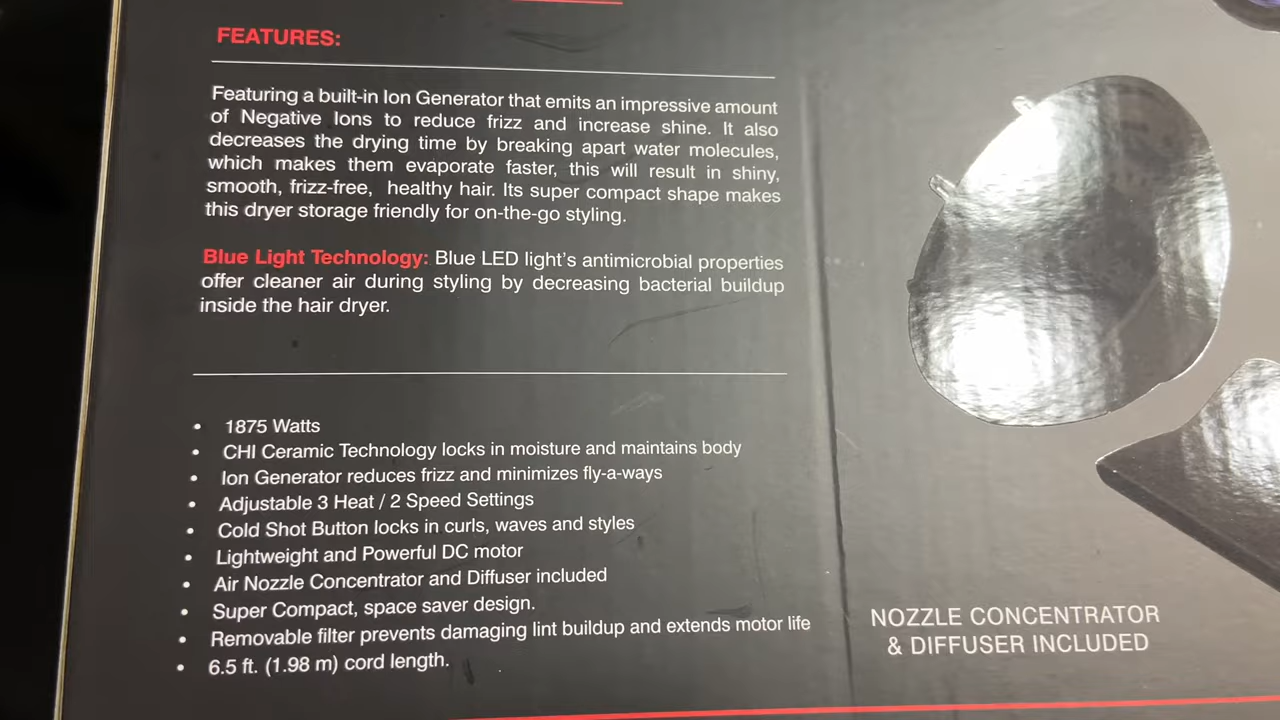 FEATURES:
Featuring a built-in Ion Generator that emits an impressive amount
of Negative Ions to reduce frizz and increase shine. It also
decreases the drying time by breaking apart water molecules,
which makes them evaporate faster, this will result in shiny,
smooth, frizz-free, healthy hair. Its super compact shape makes
this dryer storage friendly for on-the-go styling.
Blue Light Technology: Blue LED light's antimicrobial properties
offer cleaner air during styling by decreasing bacterial buildup
inside the hair dryer.
• 1875 Watts
• CHI Ceramic Technology locks in moisture and maintains body
• Ion Generator reduces frizz and minimizes fly-a-ways
• Adjustable 3 Heat / 2 Speed Settings
• Cold Shot Button locks in curls, waves and styles
• Lightweight and Powerful DC motor
• Air Nozzle Concentrator and Diffuser included
• Super Compact, space saver design.
• Removable filter prevents damaging lint buildup and extends motor life
• 6.5 ft. (1.98 m) cord length.
NOZZLE CONCENTRATOR
& DIFFUSER INCLUDED